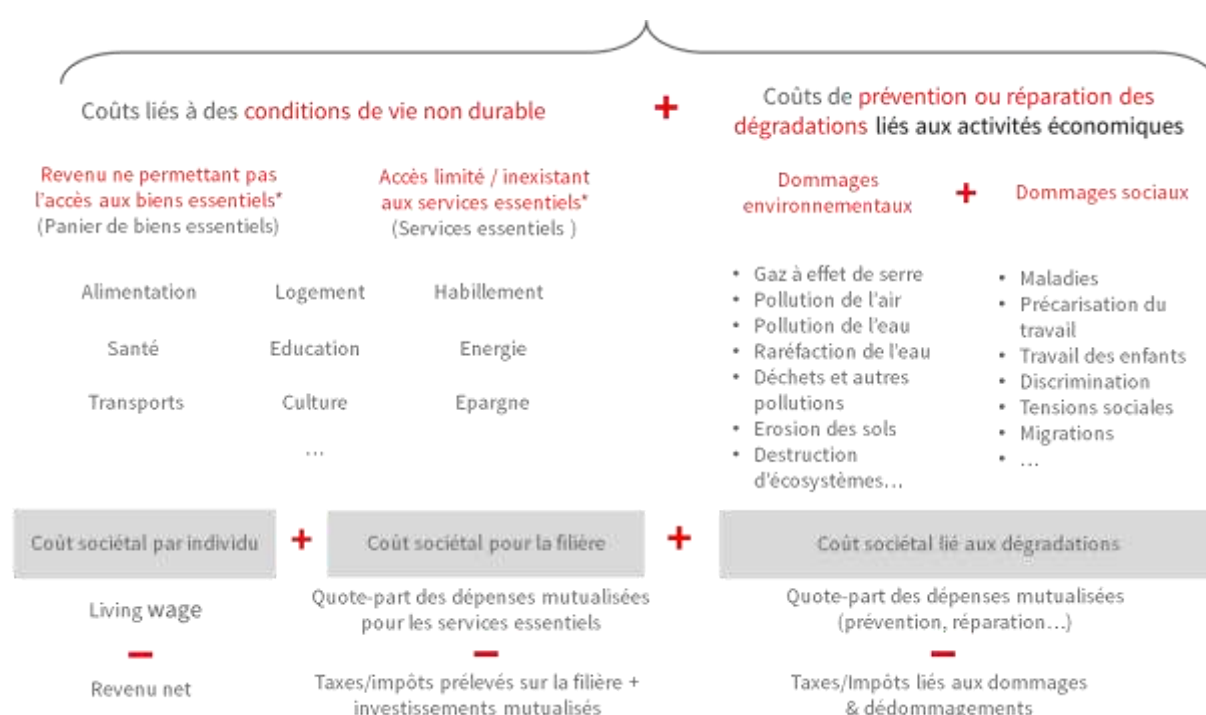 Coûts liés à des conditions de vie non durable
+
Coûts de prévention ou réparation des
dégradations liés aux activités économiques
Revenu ne permettant pas
l'accès aux biens essentiels*
(Panier de biens essentiels)
Accès limité / inexistant
aux services essentiels*
(Services essentiels )
Alimentation
Logement
Habillement
Santé
Education
Energie
Transports
Culture
Epargne
...
Dommages
environnementaux
+
Dommages sociaux
• Gaz à effet de serre
• Pollution de l'air
• Pollution de l'eau
• Raréfaction de l'eau
• Déchets et autres
pollutions
• Erosion des sols
• Destruction
d'écosystèmes...
• Maladies
• Précarisation du
travail
• Travail des enfants
• Discrimination
• Tensions sociales
• Migrations
• ...
Coût sociétal par individu
+
Coût sociétal pour la filière
+
Coût sociétal lié aux dégradations
Living wage
−
Revenu net
Quote-part des dépenses mutualisées
pour les services essentiels
−
Taxes/impôts prélevés sur la filière +
investissements mutualisés
Quote-part des dépenses mutualisées
(prévention, réparation...)
−
Taxes/Impôts liés aux dommages
& dédommagements